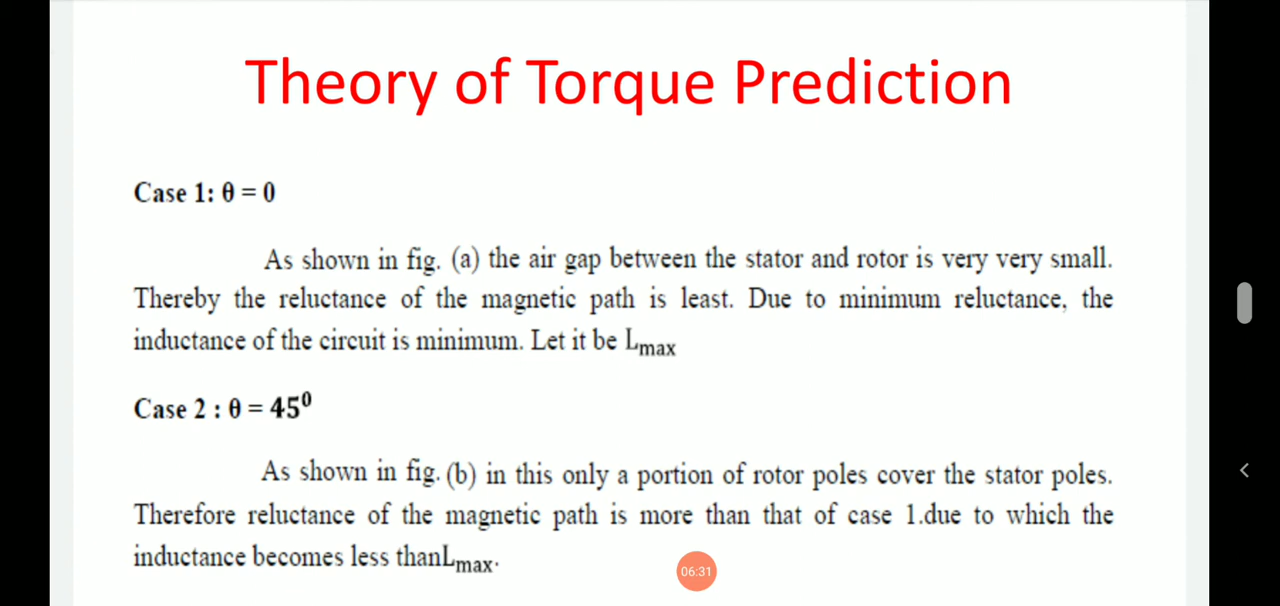 Theory of Torque Prediction
Case 1: θ = 0
As shown in fig. (a) the air gap between the stator and rotor is very very small.
Thereby the reluctance of the magnetic path is least. Due to minimum reluctance, the
inductance of the circuit is minimum. Let it be Lmax
Case 2 : θ = 45⁰
As shown in fig. (b) in this only a portion of rotor poles cover the stator poles.
Therefore reluctance of the magnetic path is more than that of case 1.due to which the
inductance becomes less thanLmax.
06:31